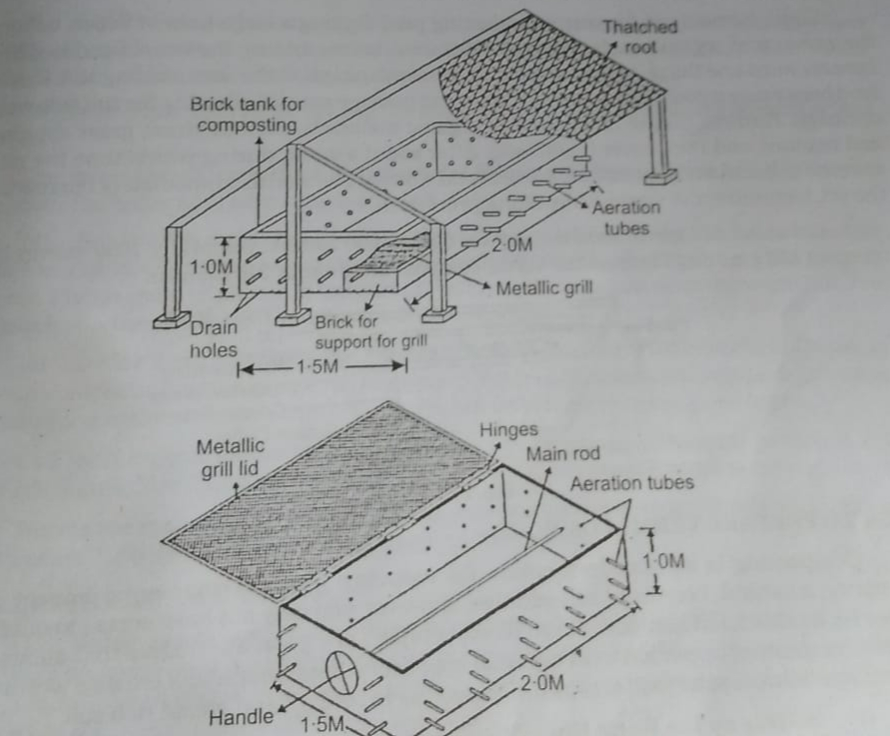 Thatched
root
Brick tank for
composting
Aeration
tubes
1·0M
2·0M
Metallic grill
Drain
holes
Brick for
support for grill
1·5M
Metallic
grill lid
Hinges
Main rod
Aeration tubes
1·0M
2·0M
Handle
1·5M